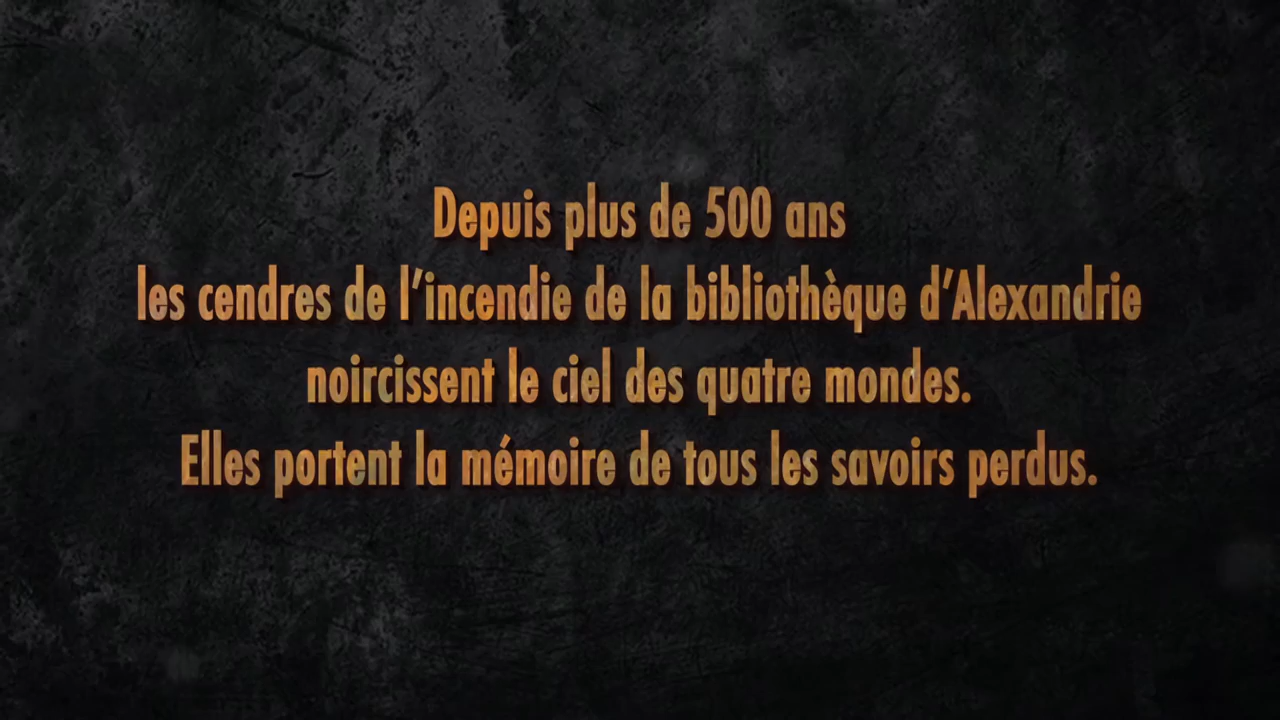 Depuis plus de 500 ans
les cendres de l’incendie de la bibliothèque d’Alexandrie
noircissent le ciel des quatre mondes.
Elles portent la mémoire de tous les savoirs perdus.